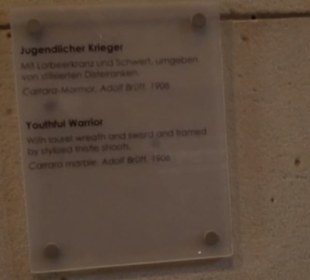 Jugendlicher Krieger
Mit Lorbeerkranz und Schwert, umgeben
von stilisierten Distelranken.
Carrara-Marmor, Adolf Brütt, 1906
Youthful Warrior
With laurel wreath and sword and framed
by stylized thistle shoots.
Carrara marble, Adolf Brütt, 1906